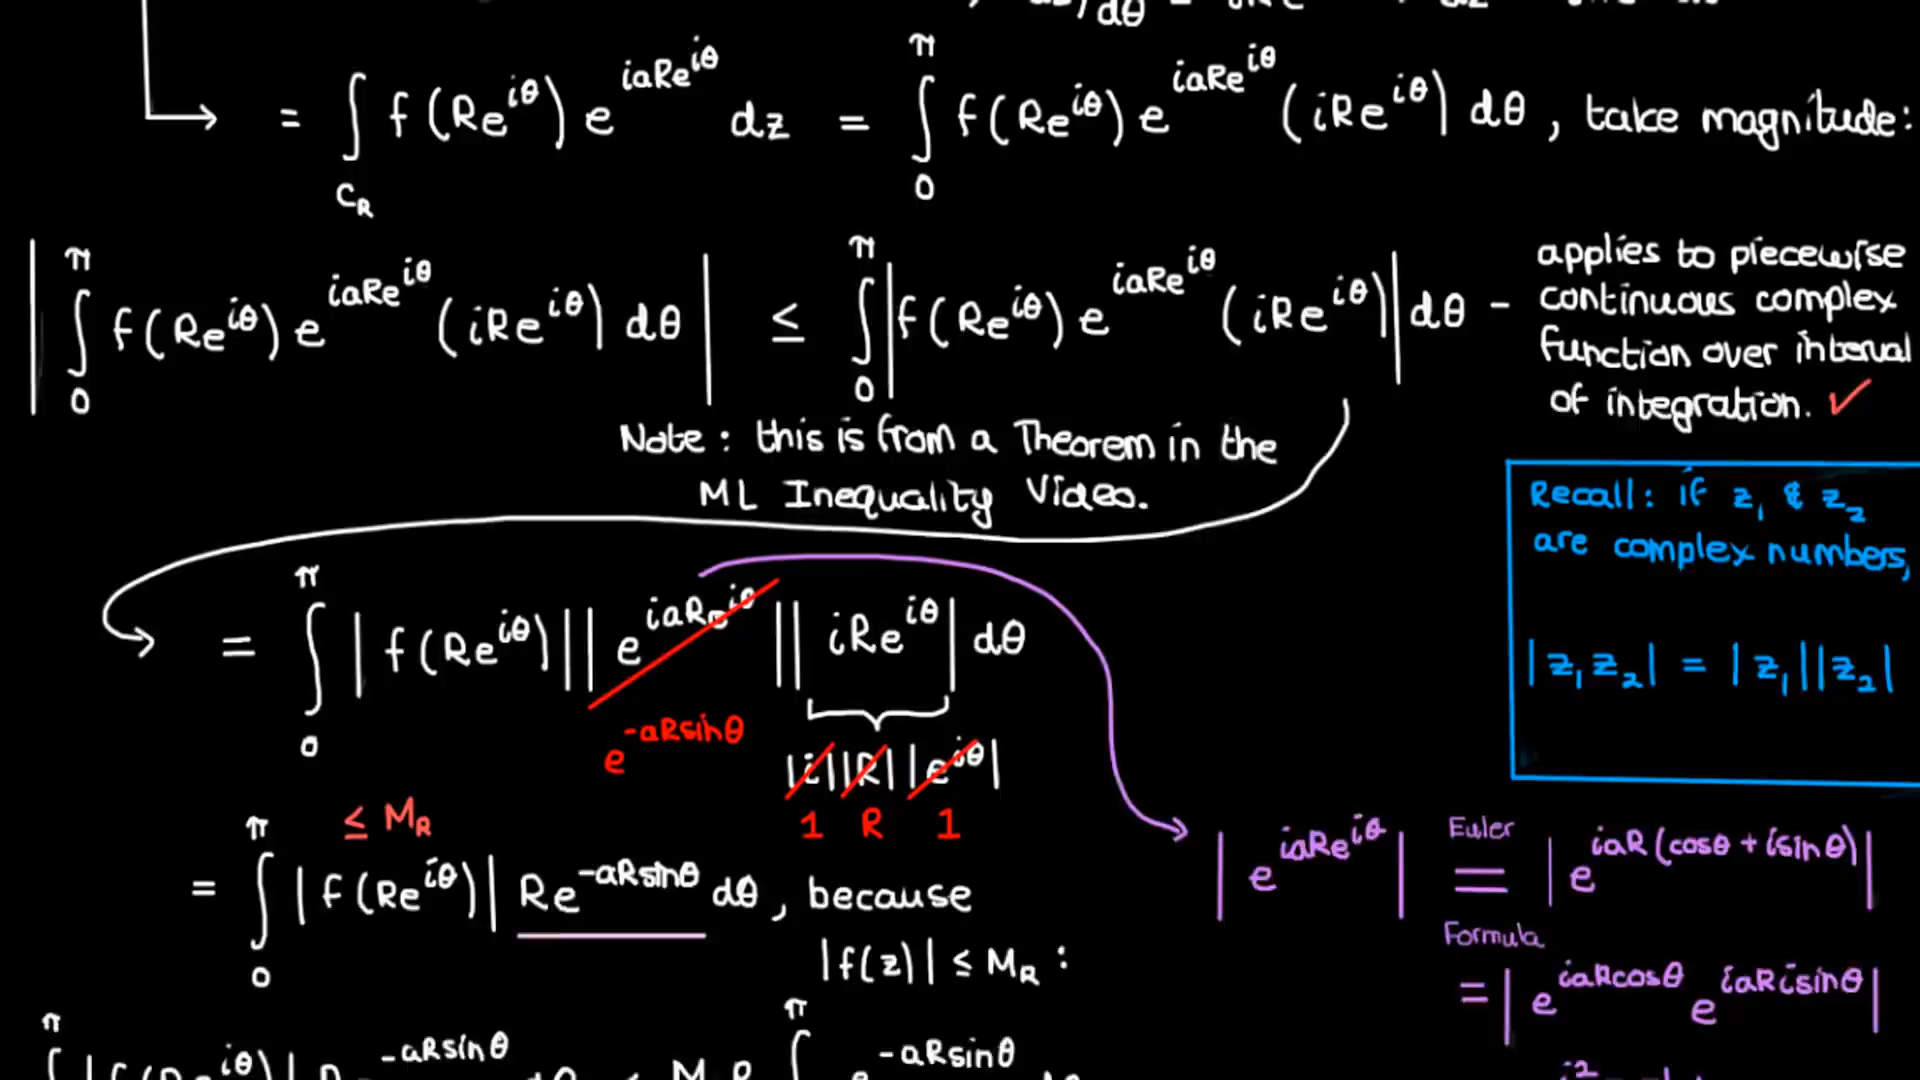 = ∫_{C_R} f(Re^{iθ}) e^{iaRe^{iθ}} dz = ∫_0^π f(Re^{iθ}) e^{iaRe^{iθ}} (iRe^{iθ}) dθ , take magnitude:
|∫_0^π f(Re^{iθ}) e^{iaRe^{iθ}} (iRe^{iθ}) dθ| ≤ ∫_0^π |f(Re^{iθ}) e^{iaRe^{iθ}} (iRe^{iθ})| dθ -
applies to piecewise
continuous complex
function over interval
of integration. ✓
Note: this is from a Theorem in the
ML Inequality Video.
Recall: if z₁ & z₂
are complex numbers,
|z₁z₂| = |z₁||z₂|
= ∫_0^π |f(Re^{iθ})||e^{iaRe^{iθ}}||iRe^{iθ}| dθ
e^{-aRsinθ}
|i||R||e^{iθ}|
1 R 1
≤ M_R
= ∫_0^π |f(Re^{iθ})| Re^{-aRsinθ} dθ , because
|f(z)| ≤ M_R :
|e^{iaRe^{iθ}}| = |e^{iaR(cosθ + isinθ)}|
Euler
Formula
= |e^{iaRcosθ} e^{iaRisinθ}|